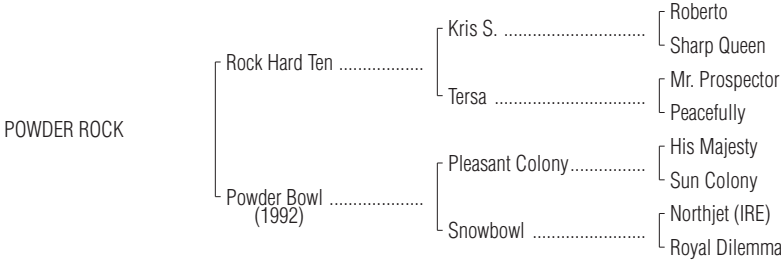 Roberto
Kris S. ..............................
Sharp Queen
Rock Hard Ten ..................
Mr. Prospector
Tersa ................................
Peacefully
POWDER ROCK
His Majesty
Pleasant Colony................
Sun Colony
Powder Bowl ....................
(1992)
Northjet (IRE)
Snowbowl ........................
Royal Dilemma